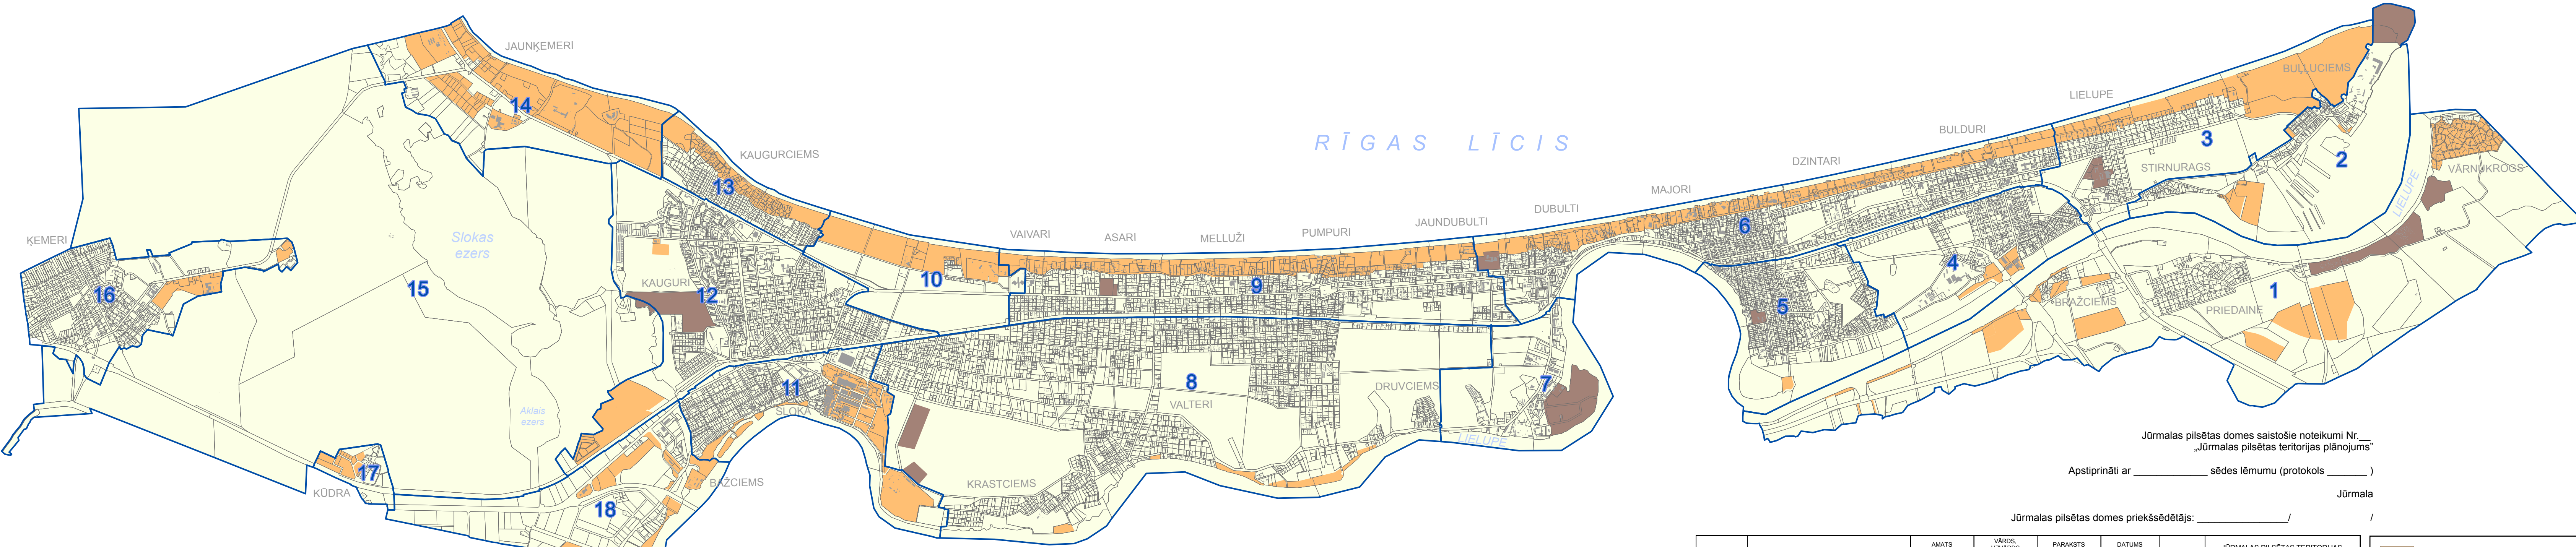 JAUNĶEMERI
14
KAUGURCIEMS
13
RĪGAS LĪCIS
BUĻĻUCIEMS
LIELUPE
3
BULDURI
DZINTARI
STIRNURAGS
2
VĀRNUKROGS
LIELUPE
MAJORI
DUBULTI
JAUNDUBULTI
6
PUMPURI
MELLUŽI
ASARI
VAIVARI
ĶEMERI
Slokas
ezers
16
15
KAUGURI
12
10
9
4
5
BRAŽCIEMS
1
PRIEDAINE
11
SLOKA
8
VALTERI
DRUVCIEMS
7
LIELUPE
Aklais
ezers
17
KŪDRA
BAŽCIEMS
KRASTCIEMS
18
Jūrmalas pilsētas domes saistošie noteikumi Nr.__
„Jūrmalas pilsētas teritorijas plānojums”
Apstiprināti ar _____________ sēdes lēmumu (protokols _______ )
Jūrmala
Jūrmalas pilsētas domes priekšsēdētājs: ________________/ /
AMATS
VĀRDS,
PARAKSTS
DATUMS